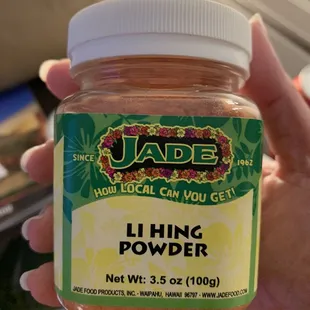 SINCE JADE 1962
HOW LOCAL CAN YOU GET!
LI HING
POWDER
Net Wt: 3.5 oz (100g)
JADE FOOD PRODUCTS, INC. - WAIPAHU, HAWAII 96797 - WWW.JADEFOOD.COM